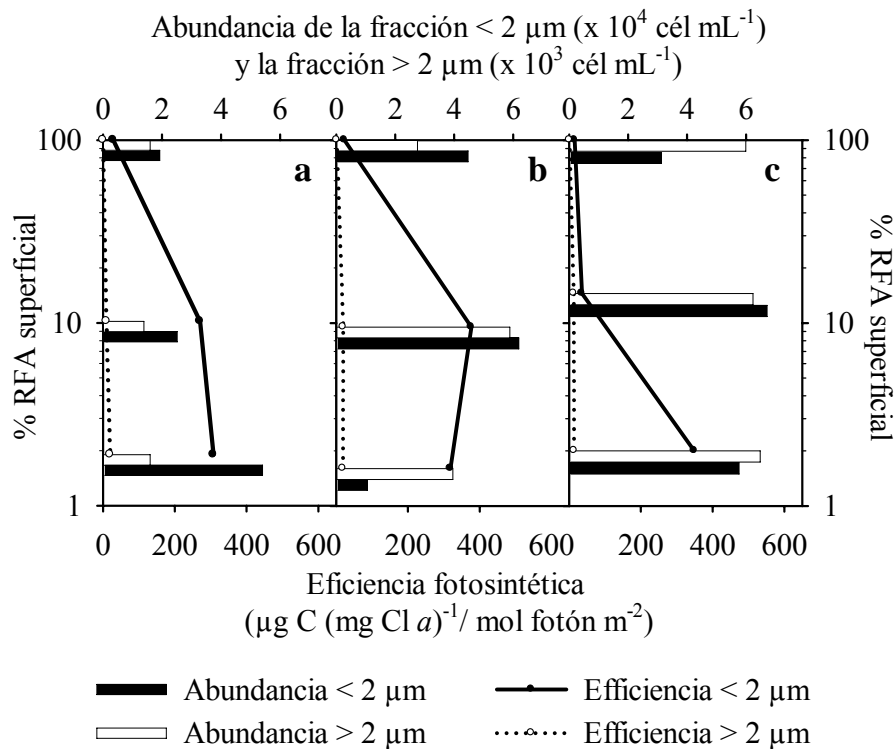 Abundancia de la fracción < 2 µm (x 10⁴ cél mL⁻¹)
y la fracción > 2 µm (x 10³ cél mL⁻¹)
0 2 4 6 0 2 4 6 0 2 4 6
100 a b c 100
% RFA superficial % RFA superficial
10 10
1 1
0 200 400 600 0 200 400 600 0 200 400 600
Eficiencia fotosintética
(µg C (mg Cl a)⁻¹/ mol fotón m⁻²)
Abundancia < 2 µm Efficiencia < 2 µm
Abundancia > 2 µm Efficiencia > 2 µm